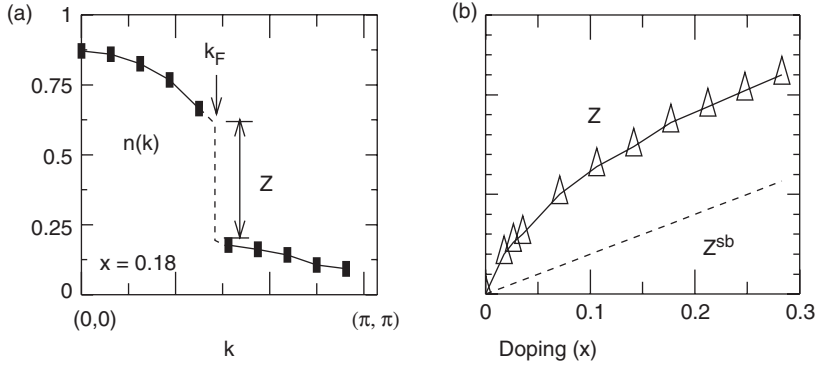 (a)
1
0.75
0.5
0.25
0
n(k)
k_F
Z
x = 0.18
(0,0)
(π, π)
k
(b)
Z
Z^sb
0
0.1
0.2
0.3
Doping (x)